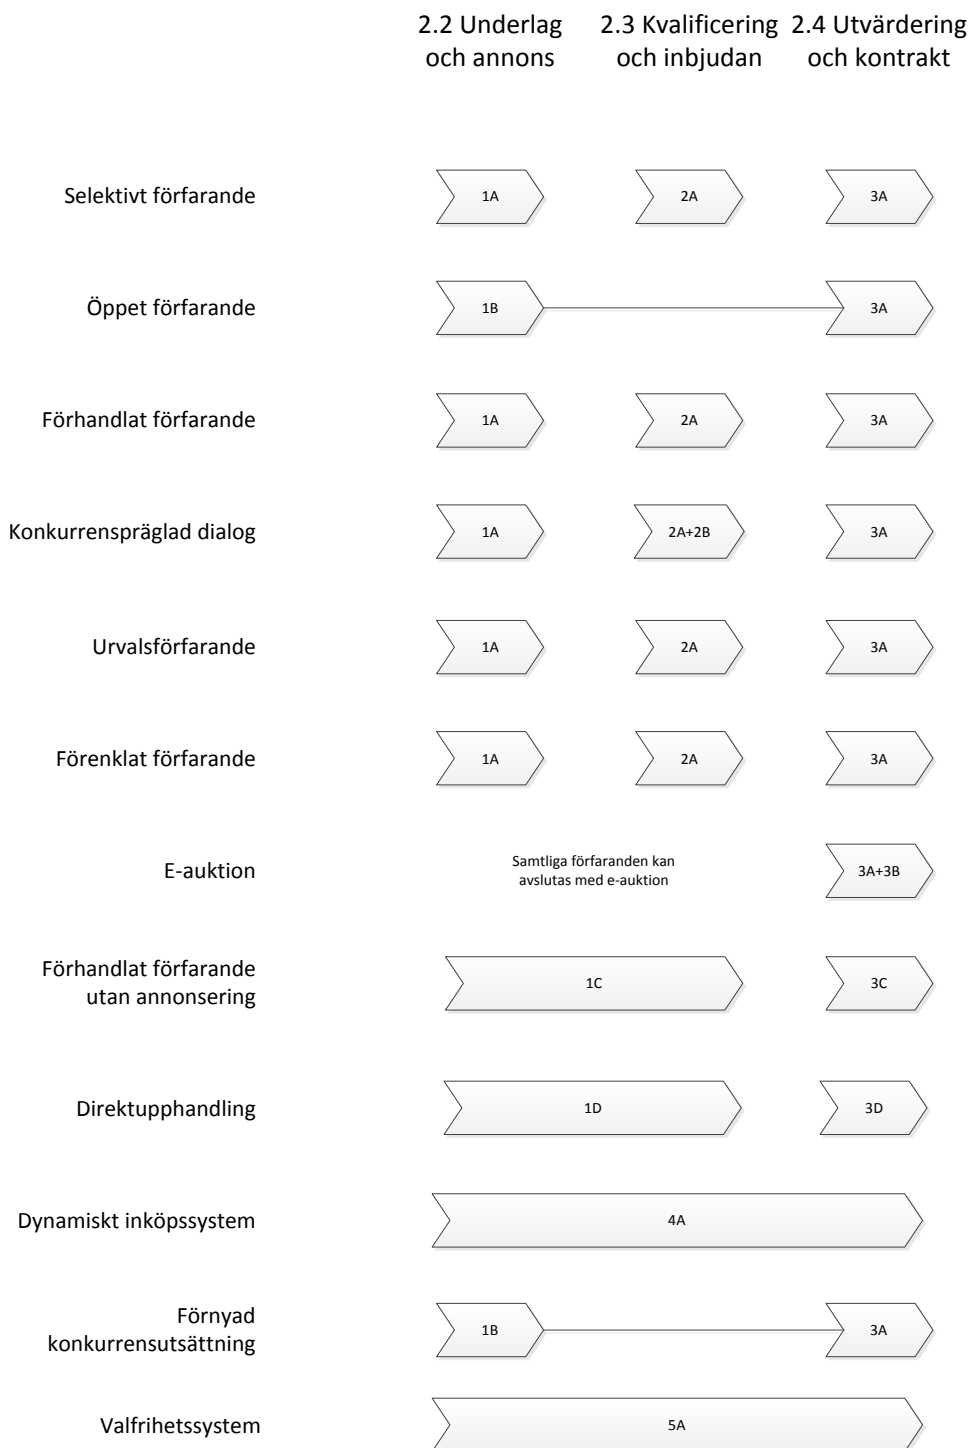 2.2 Underlag
och annons
2.3 Kvalificering
och inbjudan
2.4 Utvärdering
och kontrakt
Selektivt förfarande
1A
2A
3A
Öppet förfarande
1B
3A
Förhandlat förfarande
1A
2A
3A
Konkurrenspräglad dialog
1A
2A+2B
3A
Urvalsförfarande
1A
2A
3A
Förenklat förfarande
1A
2A
3A
E-auktion
Samtliga förfaranden kan
avslutas med e-auktion
3A+3B
Förhandlat förfarande
utan annonsering
1C
3C
Direktupphandling
1D
3D
Dynamiskt inköpssystem
4A
Förnyad
konkurrensutsättning
1B
3A
Valfrihetssystem
5A